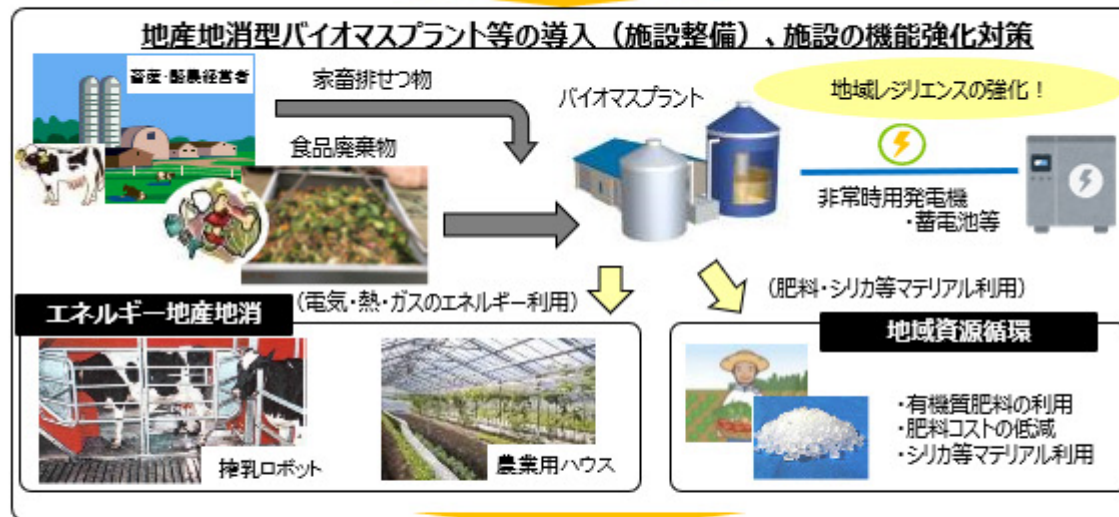 地産地消型バイオマスプラント等の導入（施設整備）、施設の機能強化対策
畜産・酪農経営者
家畜排せつ物
食品廃棄物
バイオマスプラント
地域レジリエンスの強化！
非常時用発電機
・蓄電池等
（電気・熱・ガスのエネルギー利用）
（肥料・シリカ等マテリアル利用）
エネルギー地産地消
搾乳ロボット
農業用ハウス
地域資源循環
・有機質肥料の利用
・肥料コストの低減
・シリカ等マテリアル利用